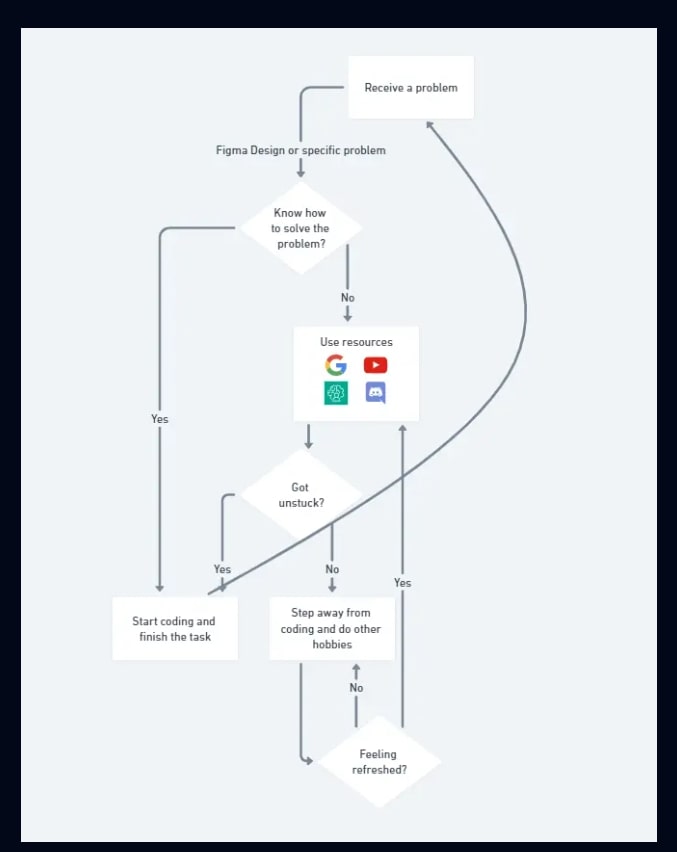 Receive a problem
Figma Design or specific problem
Know how
to solve the
problem?
No
Use resources
Yes
Got
unstuck?
Yes
No
Yes
Start coding and
finish the task
Step away from
coding and do other
hobbies
No
Feeling
refreshed?